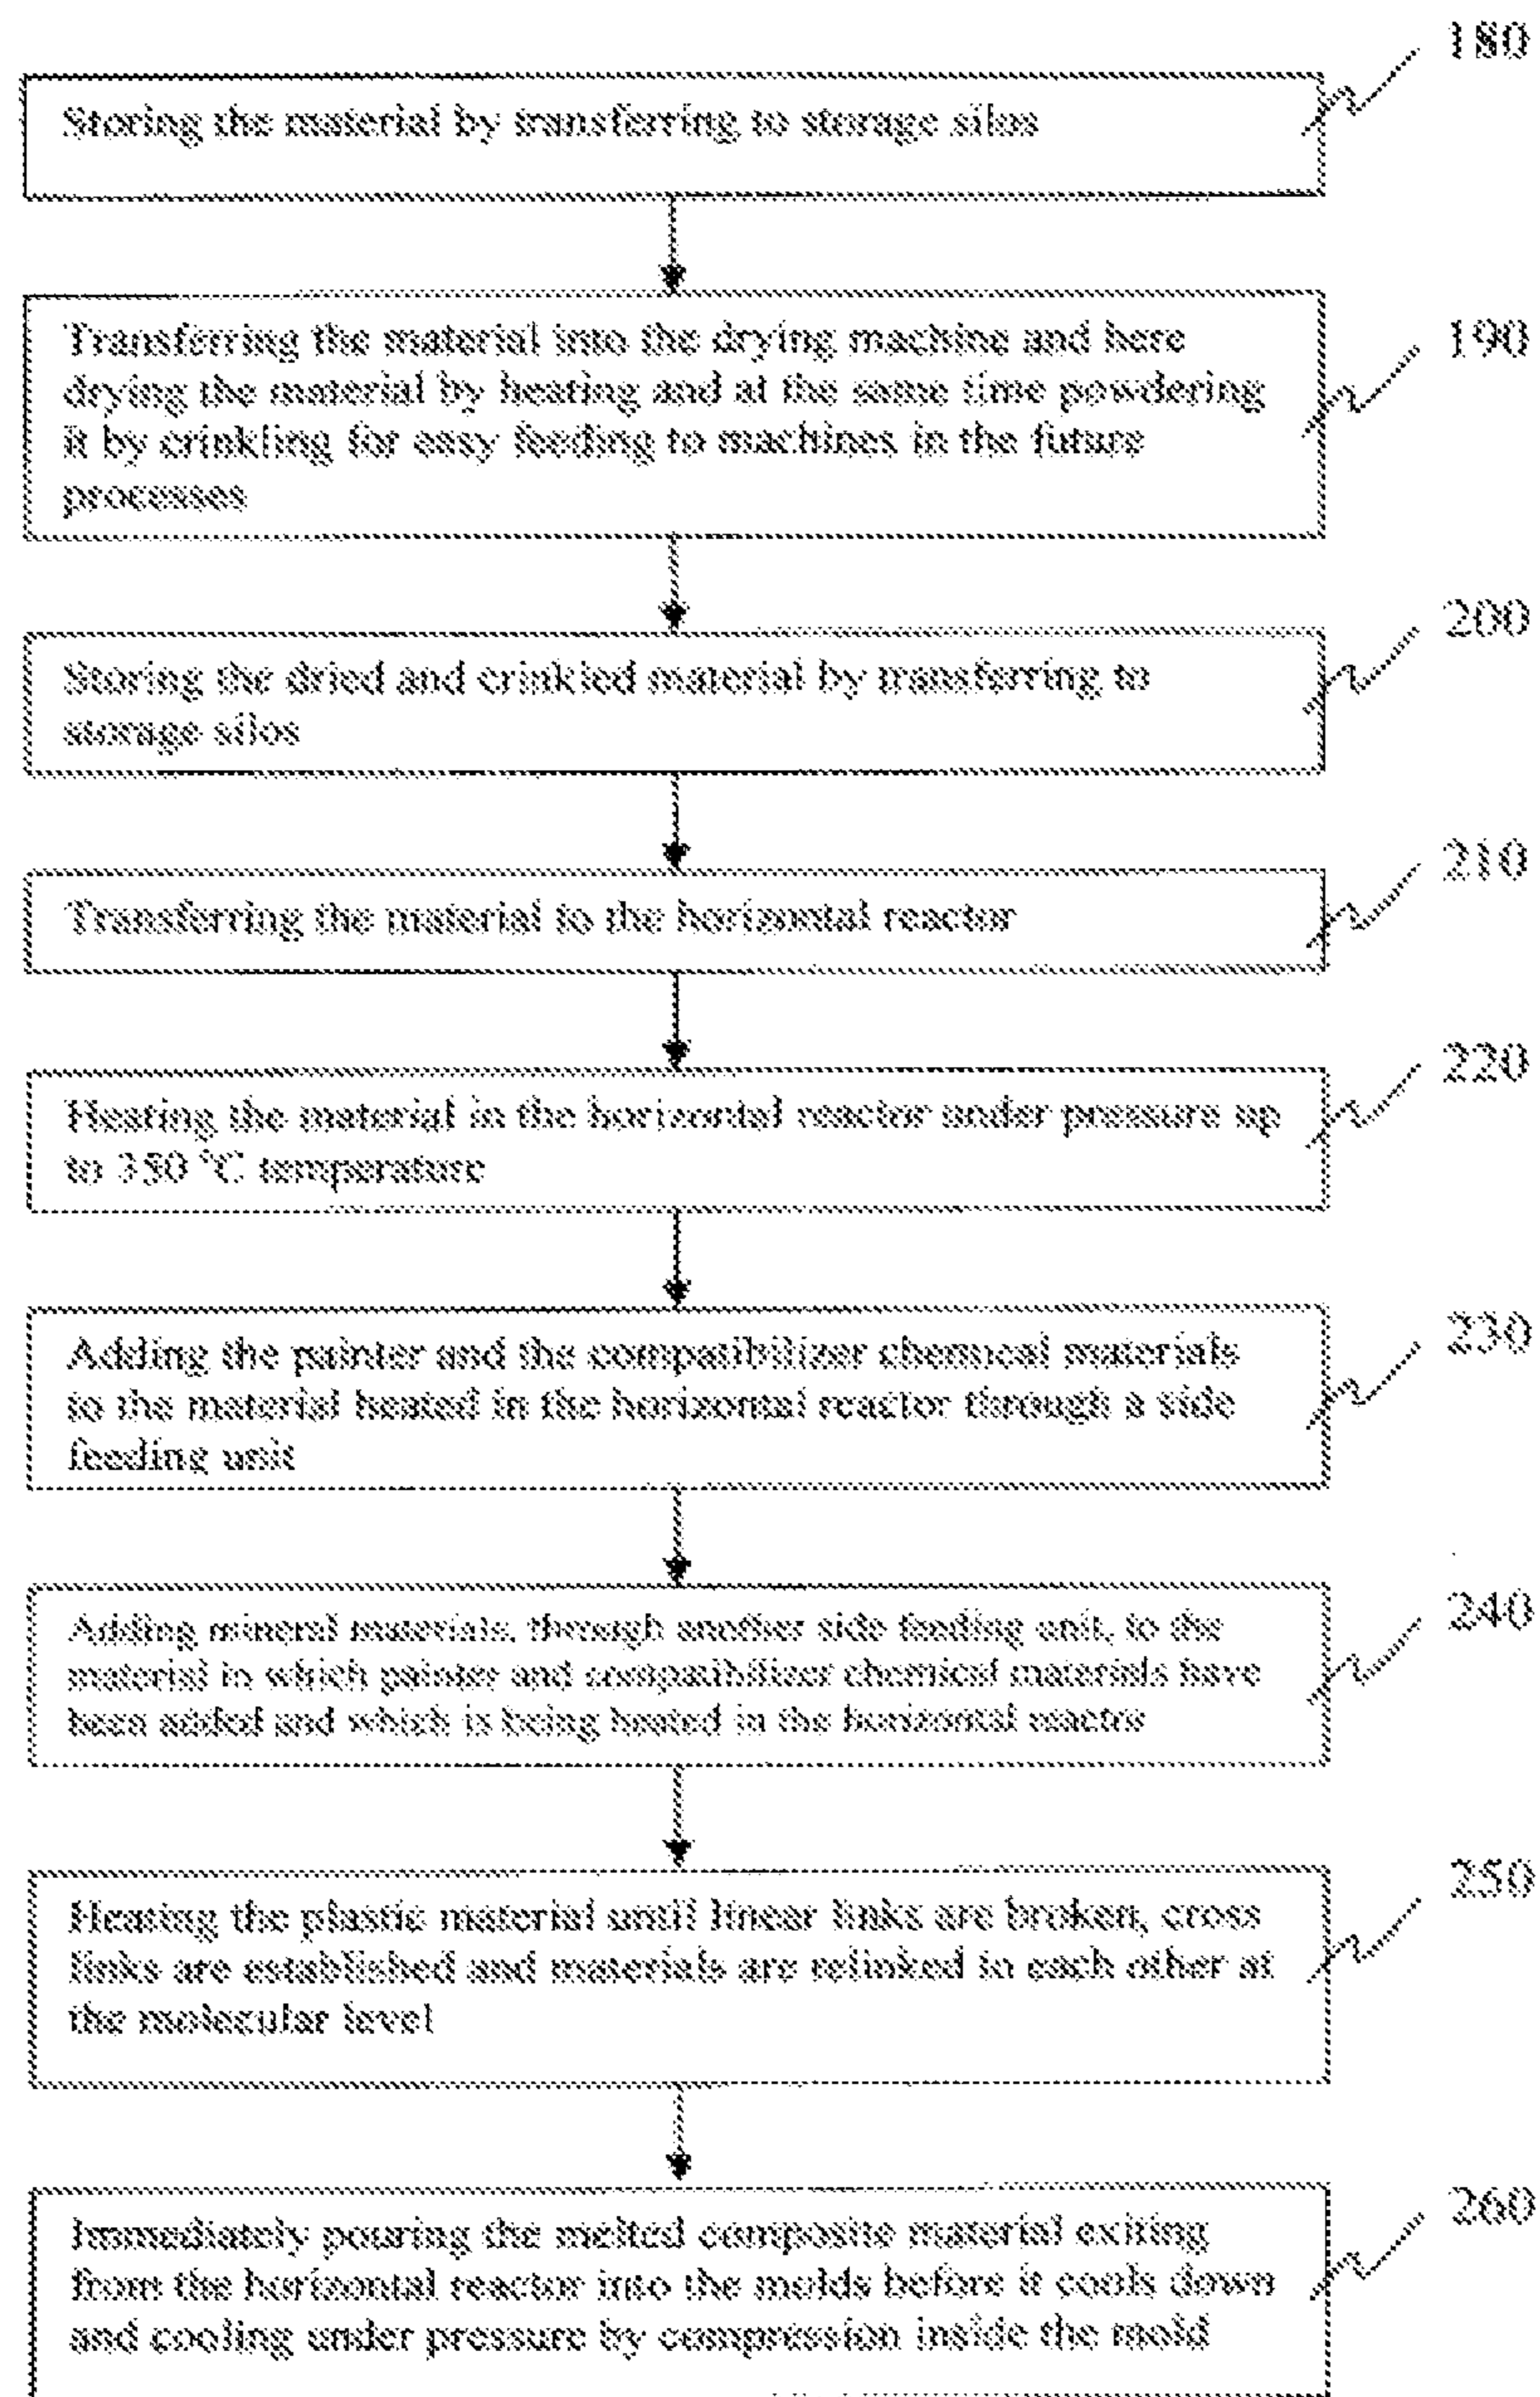 180
Storing the material by transferring to storage silos
190
Transferring the material into the drying machine and here
drying the material by heating and at the same time powdering
it by crinkling for easy feeding to machines in the future
processes
200
Storing the dried and crinkled material by transferring to
storage silos
210
Transferring the material to the horizontal reactor
220
Heating the material in the horizontal reactor under pressure up
to 350 °C temperature
230
Adding the painter and the compatibilizer chemical materials
to the material heated in the horizontal reactor through a side
feeding unit
240
Adding mineral materials, through another side feeding unit, to the
material in which painter and compatibilizer chemical materials have
been added and which is being heated in the horizontal reactor
250
Heating the plastic material until linear links are broken, cross
links are established and materials are relinked to each other at
the molecular level
260
Immediately pouring the melted composite material exiting
from the horizontal reactor into the molds before it cools down
and cooling under pressure by compression inside the mold